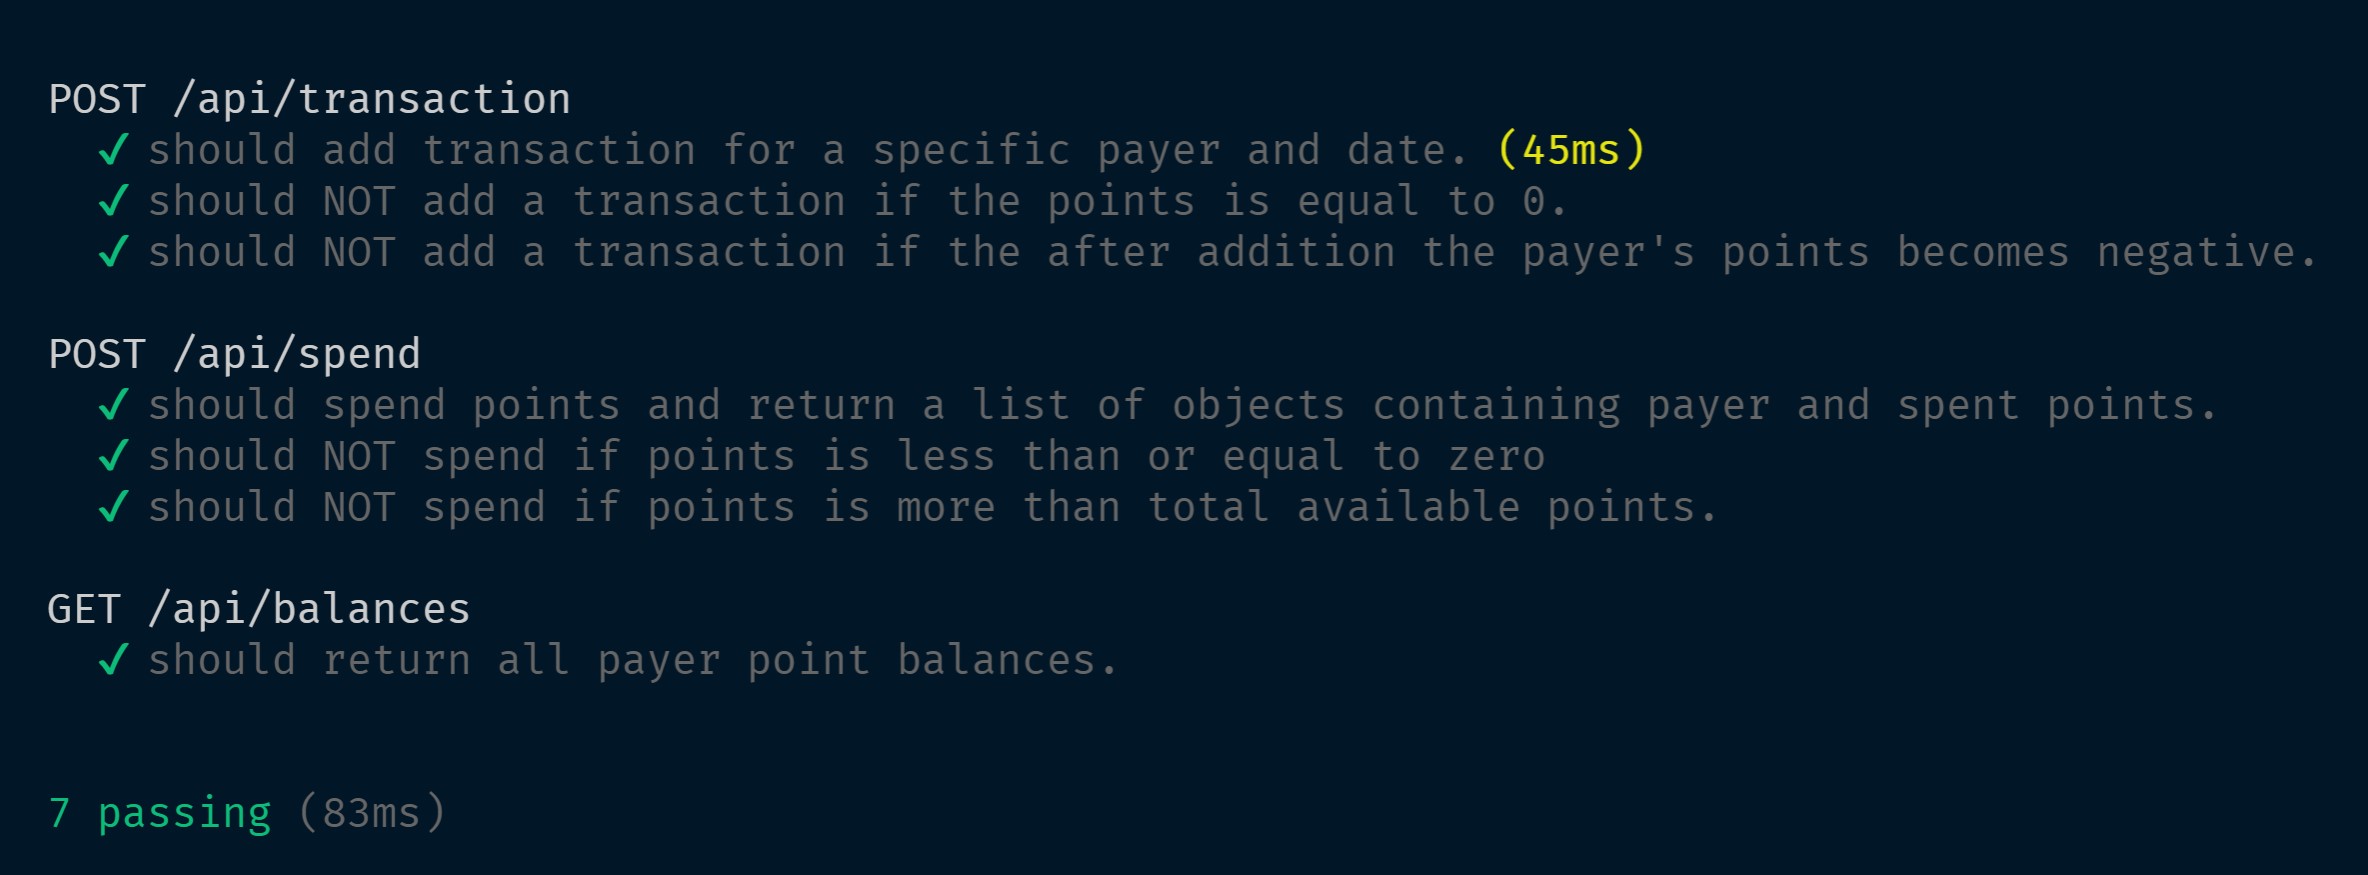 POST /api/transaction
✓ should add transaction for a specific payer and date. (45ms)
✓ should NOT add a transaction if the points is equal to 0.
✓ should NOT add a transaction if the after addition the payer's points becomes negative.
POST /api/spend
✓ should spend points and return a list of objects containing payer and spent points.
✓ should NOT spend if points is less than or equal to zero
✓ should NOT spend if points is more than total available points.
GET /api/balances
✓ should return all payer point balances.
7 passing (83ms)